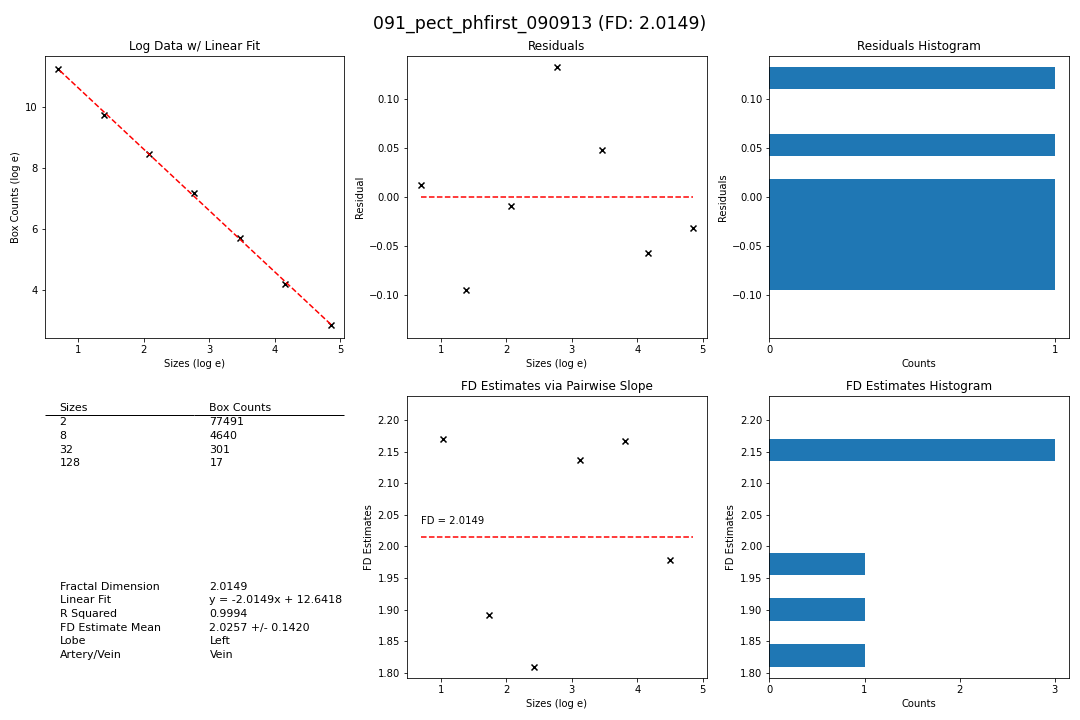 091_pect_phfirst_090913 (FD: 2.0149)
Log Data w/ Linear Fit
Box Counts (log e)
10
8
6
4
1 2 3 4 5
Sizes (log e)
Residuals
Residual
0.10
0.05
0.00
−0.05
−0.10
1 2 3 4 5
Sizes (log e)
Residuals Histogram
Residuals
0.10
0.05
0.00
−0.05
−0.10
0 1
Counts
Sizes Box Counts
2 77491
8 4640
32 301
128 17
Fractal Dimension 2.0149
Linear Fit y = -2.0149x + 12.6418
R Squared 0.9994
FD Estimate Mean 2.0257 +/- 0.1420
Lobe Left
Artery/Vein Vein
FD Estimates via Pairwise Slope
FD Estimates
2.20
2.15
2.10
2.05
2.00
1.95
1.90
1.85
1.80
FD = 2.0149
1 2 3 4 5
Sizes (log e)
FD Estimates Histogram
FD Estimates
2.20
2.15
2.10
2.05
2.00
1.95
1.90
1.85
1.80
0 1 2 3
Counts